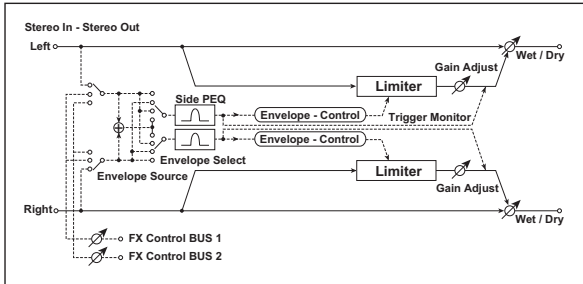 Stereo In - Stereo Out
Left
Wet / Dry
Gain Adjust
Limiter
Side PEQ
Envelope - Control
Trigger Monitor
Envelope - Control
Envelope Select
Envelope Source
Limiter
Gain Adjust
Right
Wet / Dry
FX Control BUS 1
FX Control BUS 2